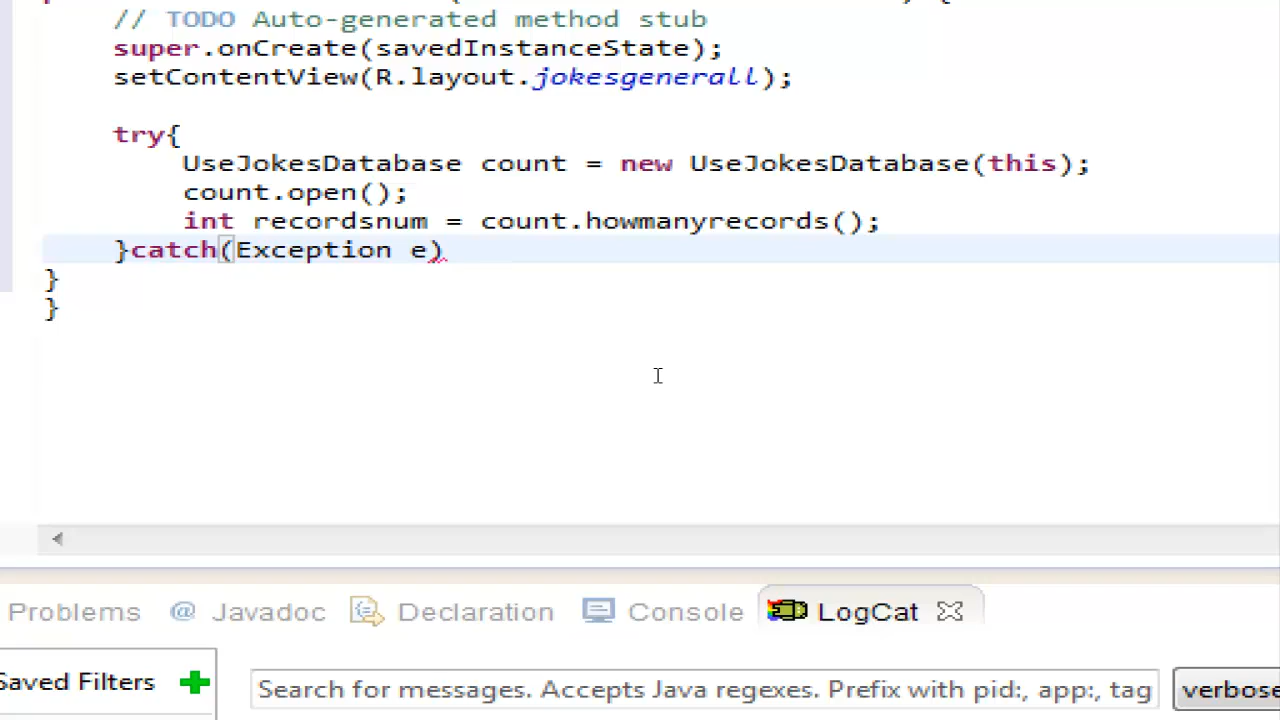 {
// TODO Auto-generated method stub
super.onCreate(savedInstanceState);
setContentView(R.layout.jokesgenerall);
try{
UseJokesDatabase count = new UseJokesDatabase(this);
count.open();
int recordsnum = count.howmanyrecords();
}catch(Exception e)
}
}
Problems @ Javadoc Declaration Console LogCat
Saved Filters
Search for messages. Accepts Java regexes. Prefix with pid:, app:, tag
verbose